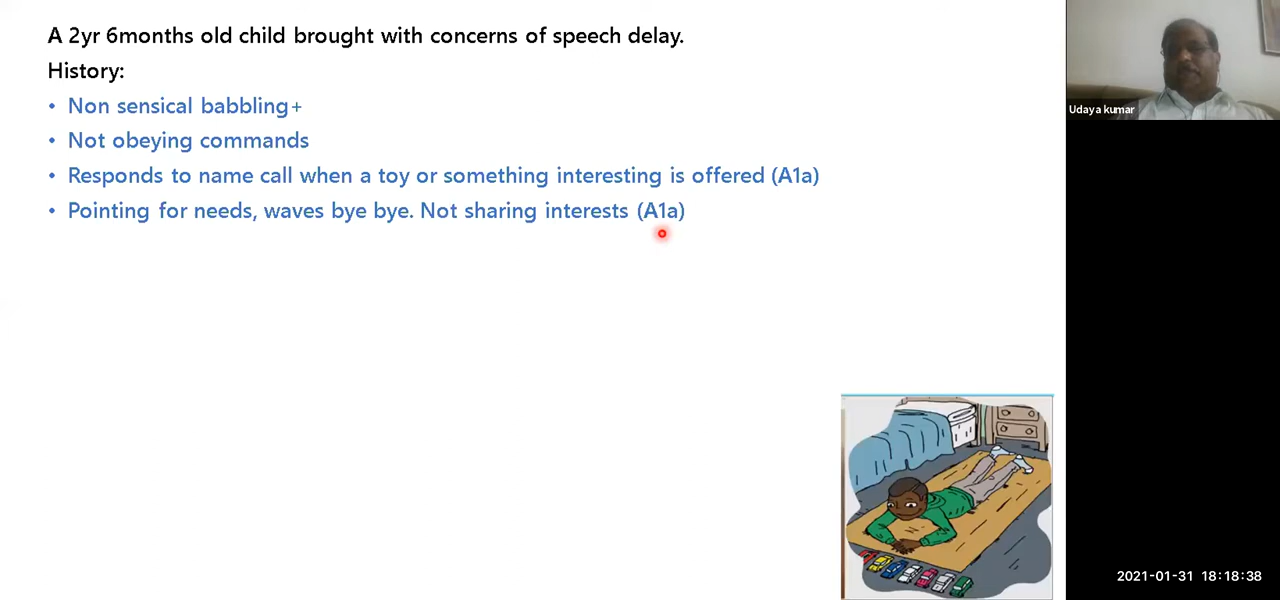 A 2yr 6months old child brought with concerns of speech delay.
History:
• Non sensical babbling+
• Not obeying commands
• Responds to name call when a toy or something interesting is offered (A1a)
• Pointing for needs, waves bye bye. Not sharing interests (A1a)
Udaya kumar
2021-01-31 18:18:38